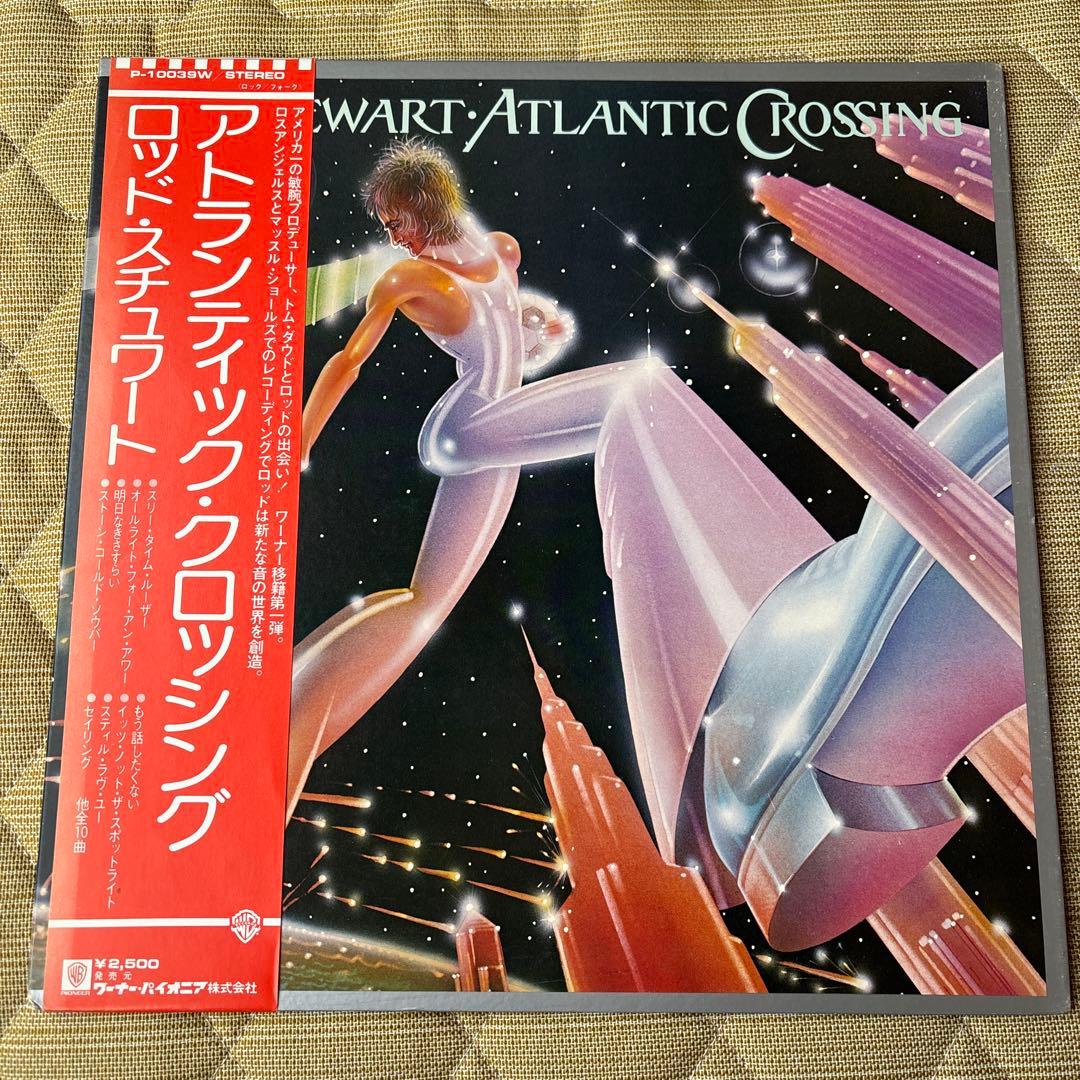 P-10039W/STEREO
(ロック/フォーク)
EWART・ATLANTIC CROSSING
アメリカ一の敏腕プロデューサー、トム・ダウドとロッドの出会い! ワーナー移籍第一弾。
ロスアンジェルスとマッスル・ショールズでのレコーディングでロッドは新たな音の世界を創造。
アトランティック・クロッシング
ロッド・スチュワート
●スリー・タイム・ルーザー
●オールライト・フォー・アン・アワー
●明日なきさすらい
●ストーン・コールド・ソウバー
●もう話したくない
●イッツ・ノット・ザ・スポットライト
●スティル・ラヴ・ユー
●セイリング
他全10曲
¥2,500
発売元
PIONEER
ワーナー・パイオニア株式会社